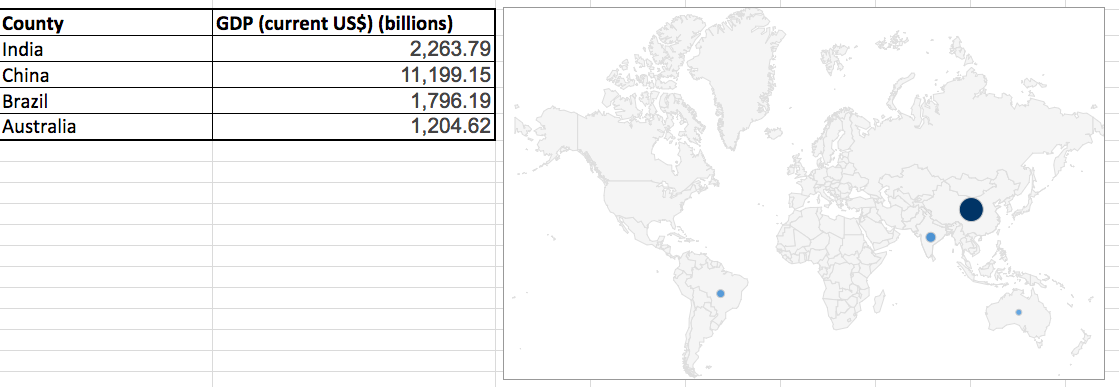 County GDP (current US$) (billions)
India 2,263.79
China 11,199.15
Brazil 1,796.19
Australia 1,204.62